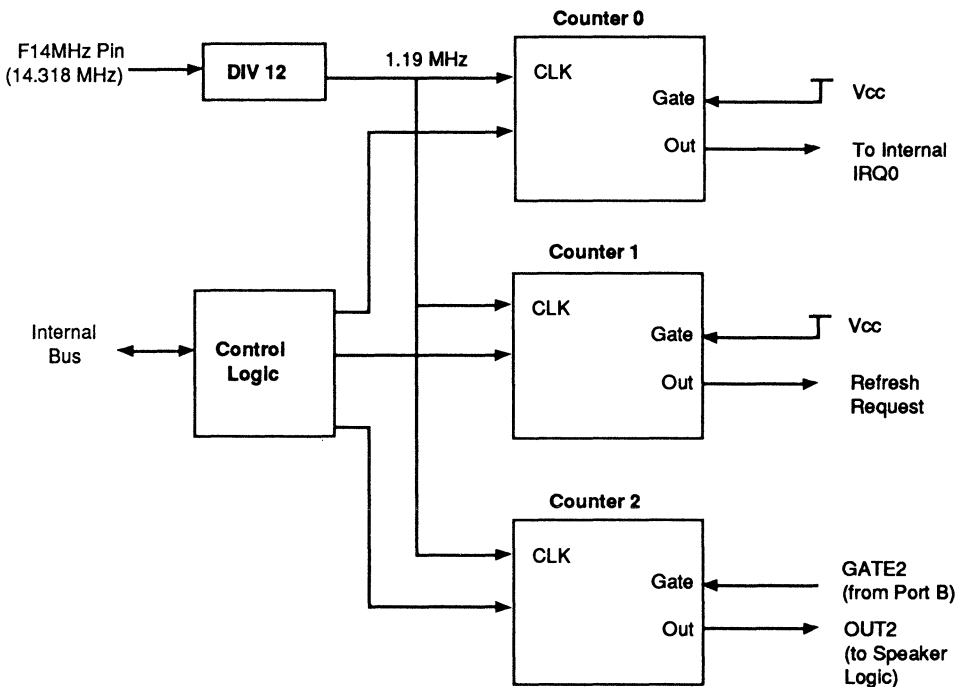 Counter 0
F14MHz Pin
(14.318 MHz)
DIV 12
1.19 MHz
CLK
Gate
Vcc
Out
To Internal
IRQ0
Counter 1
Internal
Bus
Control
Logic
CLK
Gate
Vcc
Out
Refresh
Request
Counter 2
CLK
Gate
GATE2
(from Port B)
Out
OUT2
(to Speaker
Logic)